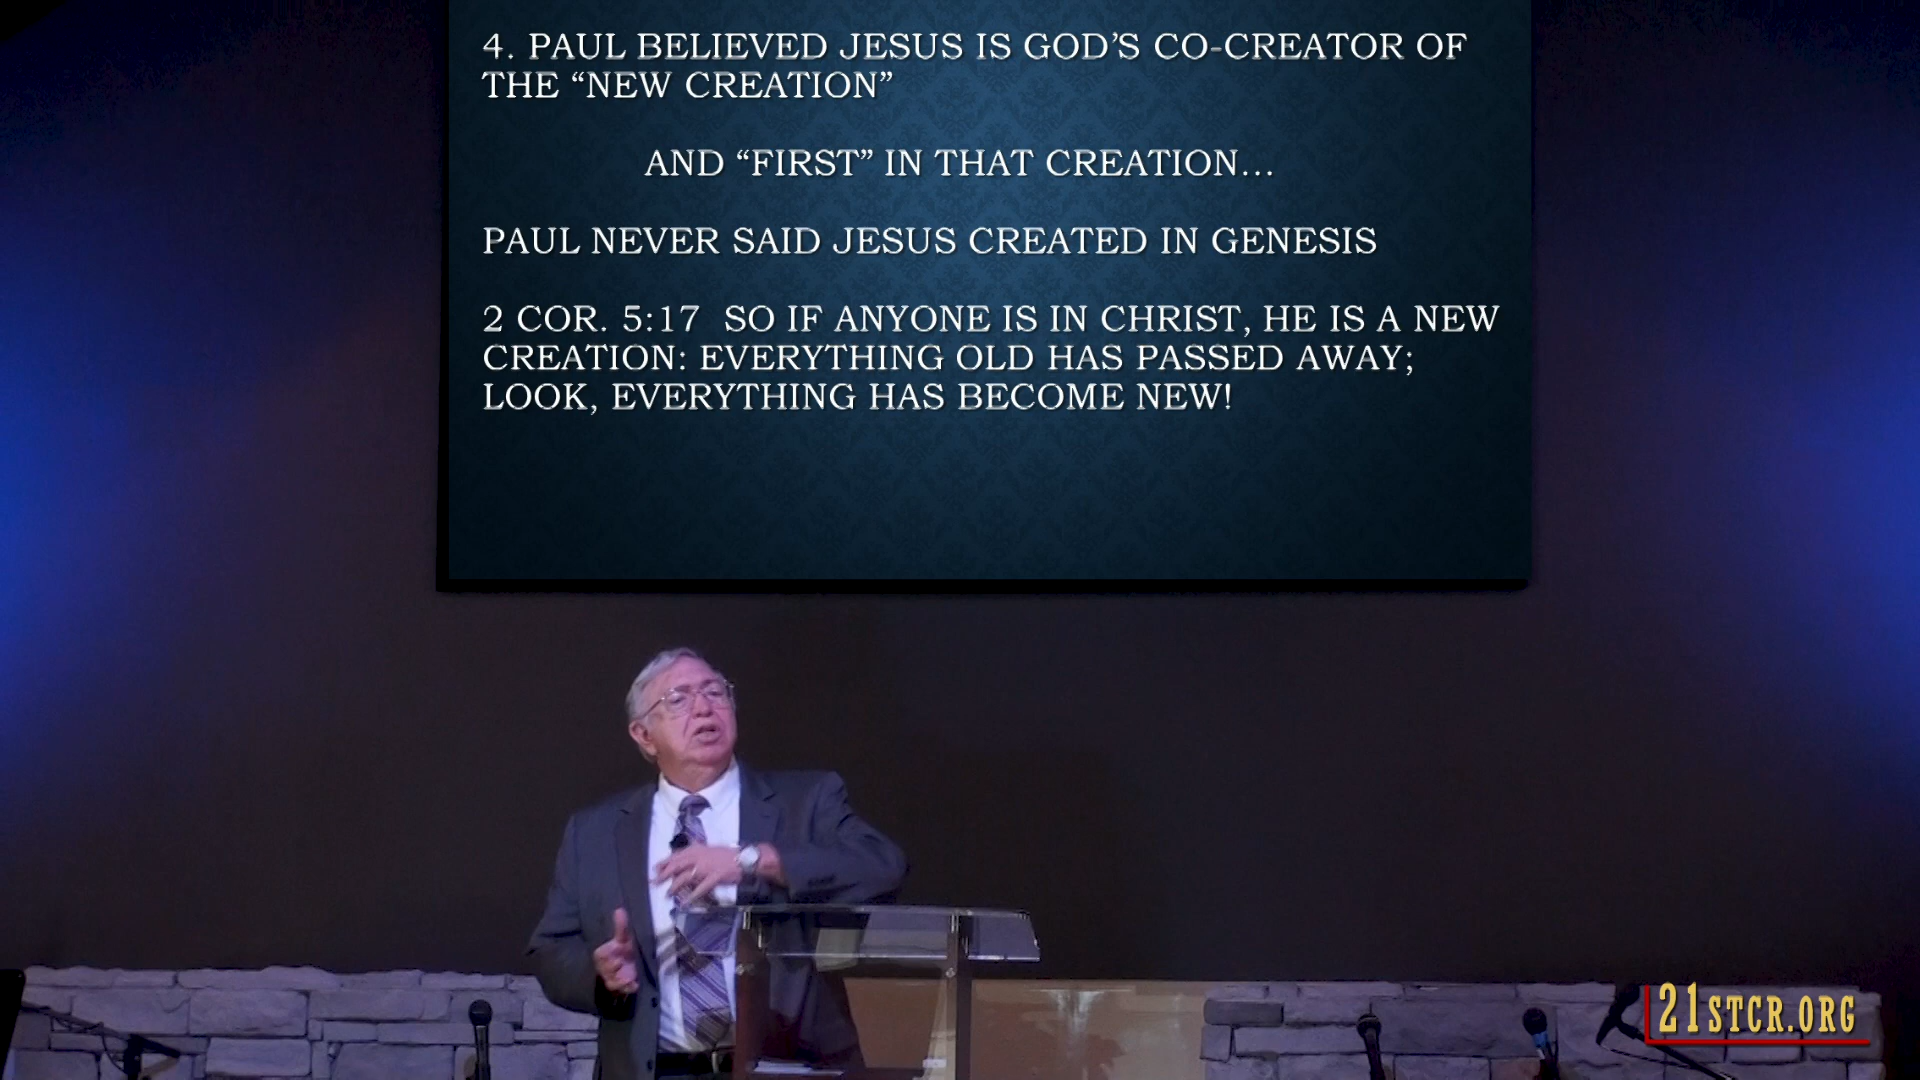 4. PAUL BELIEVED JESUS IS GOD’S CO-CREATOR OF
THE “NEW CREATION”
AND “FIRST” IN THAT CREATION…
PAUL NEVER SAID JESUS CREATED IN GENESIS
2 COR. 5:17 SO IF ANYONE IS IN CHRIST, HE IS A NEW
CREATION: EVERYTHING OLD HAS PASSED AWAY;
LOOK, EVERYTHING HAS BECOME NEW!
21STCR.ORG